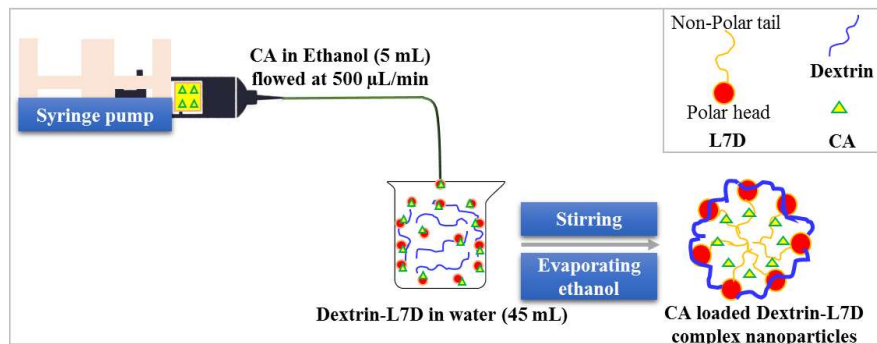 CA in Ethanol (5 mL)
flowed at 500 µL/min
Syringe pump
Non-Polar tail
Dextrin
Polar head
L7D
CA
Stirring
Evaporating
ethanol
Dextrin-L7D in water (45 mL)
CA loaded Dextrin-L7D
complex nanoparticles